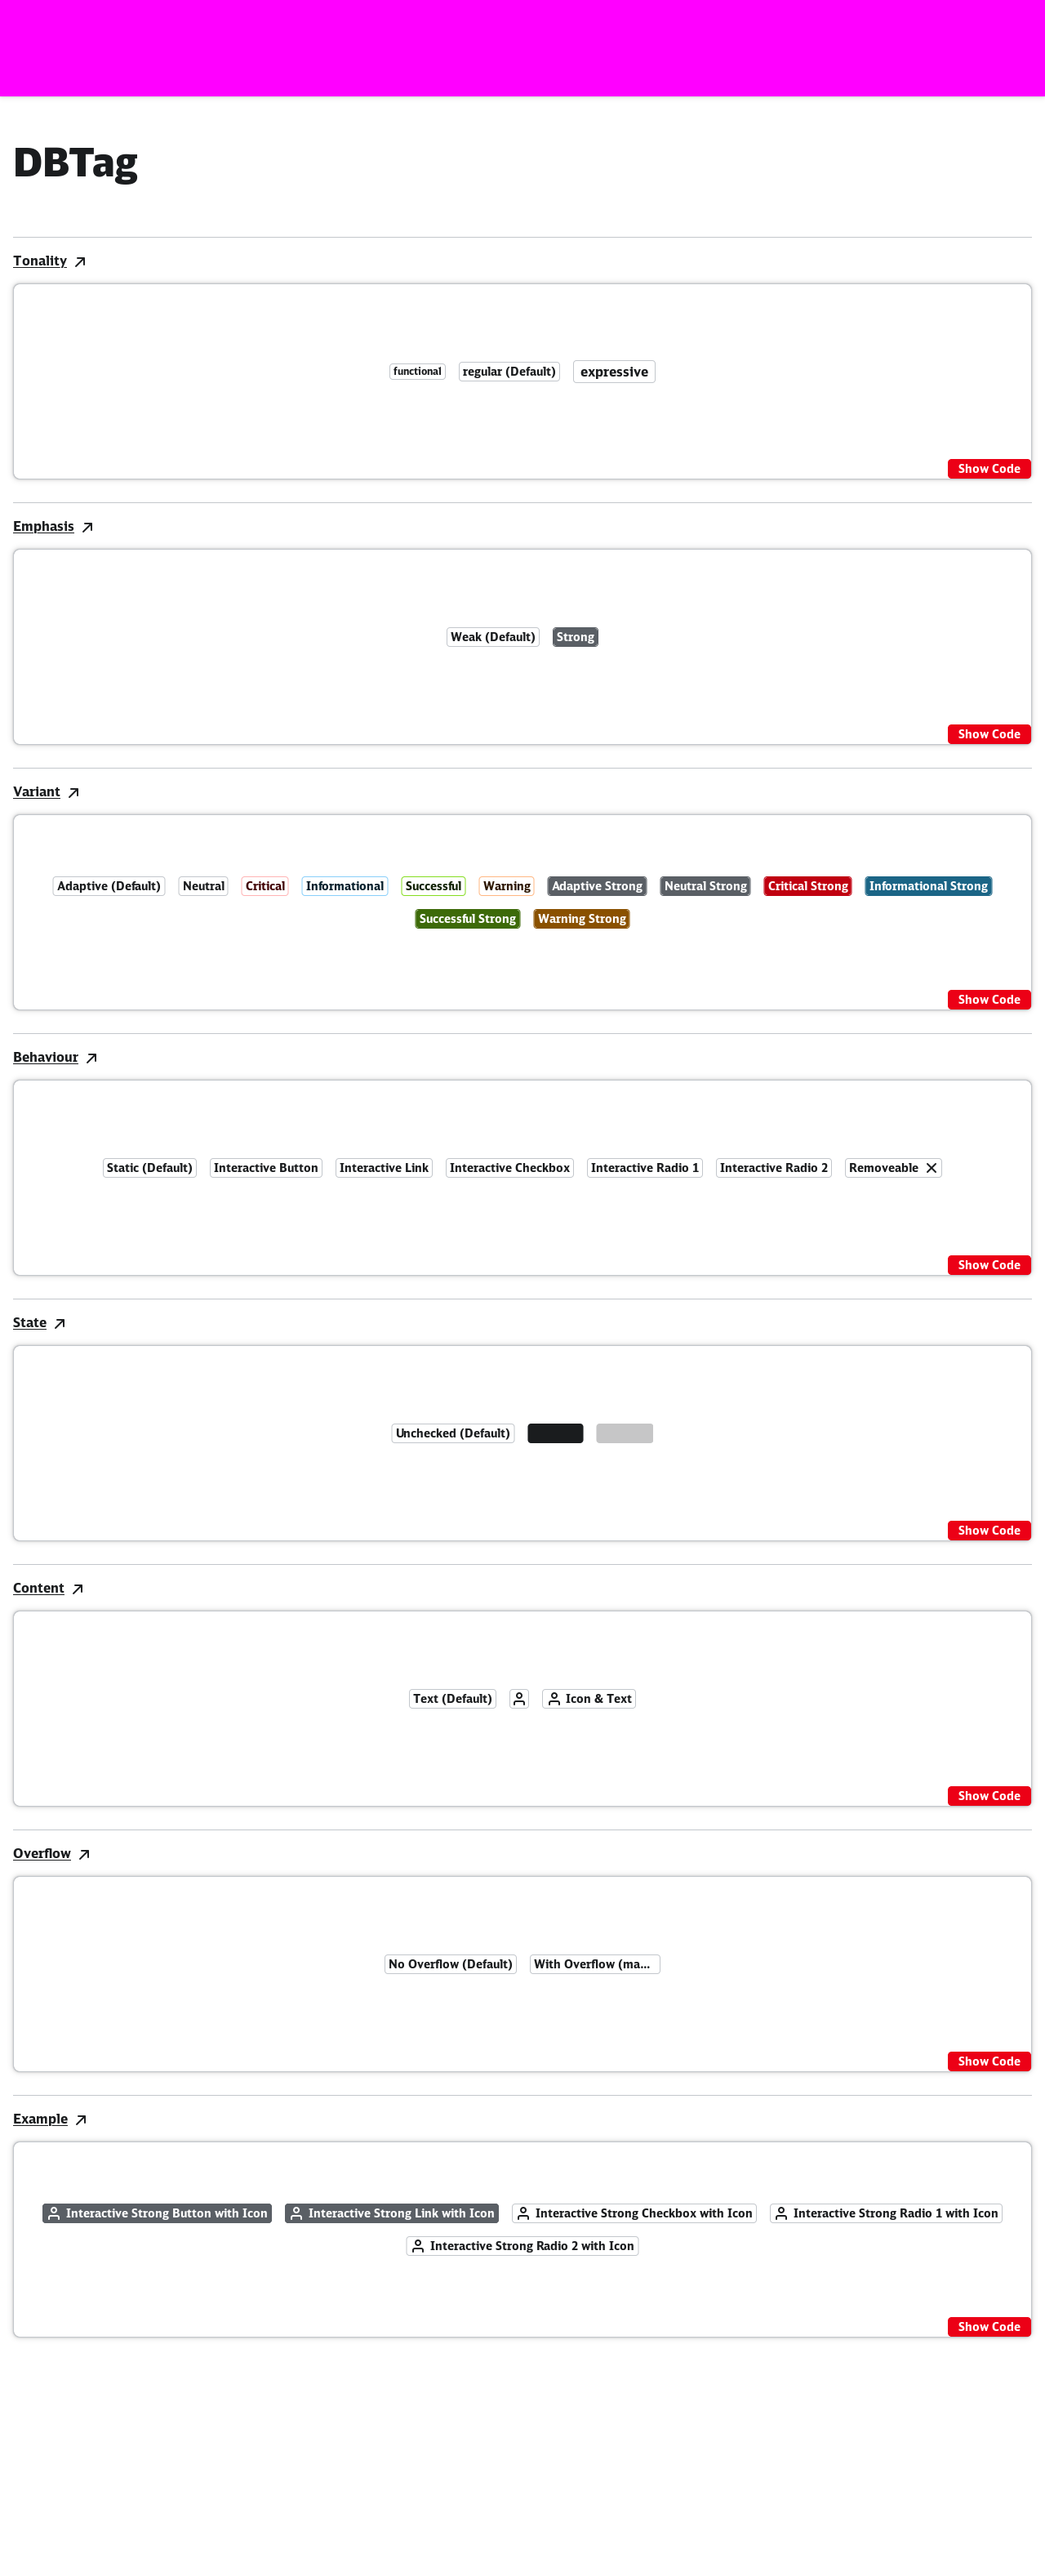 DBTag
Tonality
functional regular (Default) expressive
Show Code
Emphasis
Weak (Default) Strong
Show Code
Variant
Adaptive (Default) Neutral Critical Informational Successful Warning Adaptive Strong Neutral Strong Critical Strong Informational Strong
Successful Strong Warning Strong
Show Code
Behaviour
Static (Default) Interactive Button Interactive Link Interactive Checkbox Interactive Radio 1 Interactive Radio 2 Removeable
Show Code
State
Unchecked (Default)
Show Code
Content
Text (Default) Icon & Text
Show Code
Overflow
No Overflow (Default) With Overflow (ma...
Show Code
Example
Interactive Strong Button with Icon Interactive Strong Link with Icon Interactive Strong Checkbox with Icon Interactive Strong Radio 1 with Icon
Interactive Strong Radio 2 with Icon
Show Code